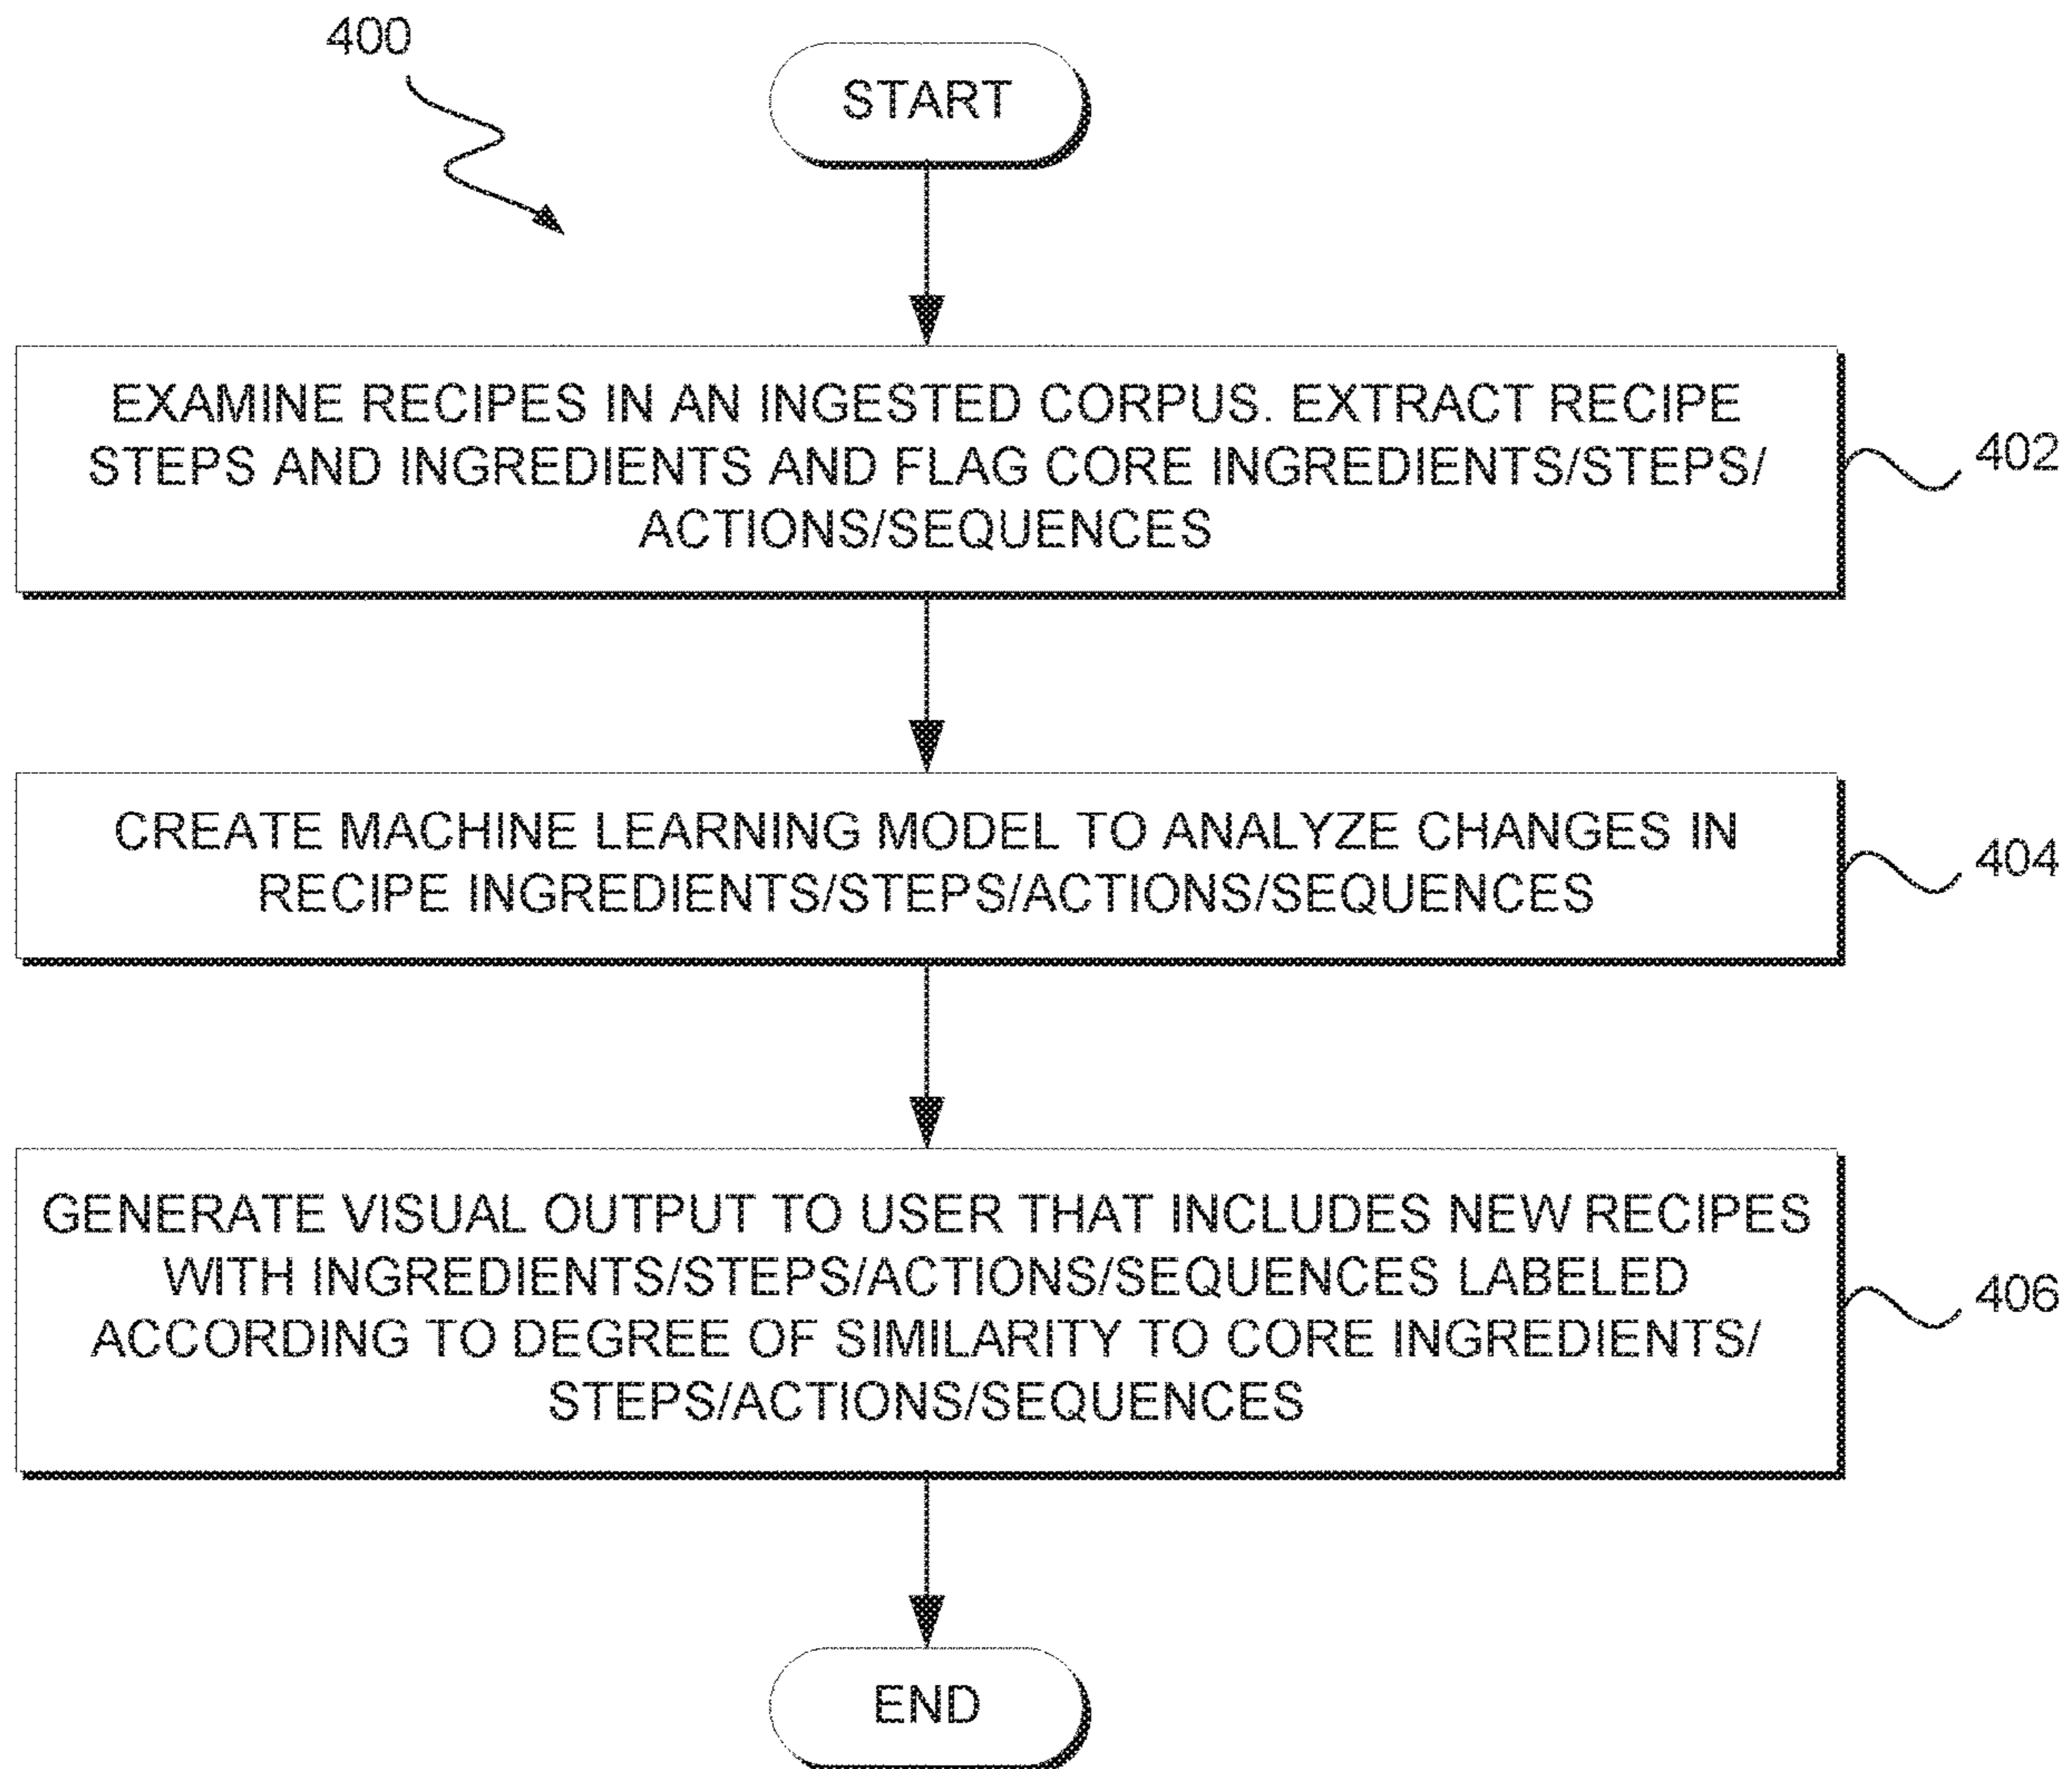 400
START
EXAMINE RECIPES IN AN INGESTED CORPUS. EXTRACT RECIPE
STEPS AND INGREDIENTS AND FLAG CORE INGREDIENTS/STEPS/
ACTIONS/SEQUENCES
402
CREATE MACHINE LEARNING MODEL TO ANALYZE CHANGES IN
RECIPE INGREDIENTS/STEPS/ACTIONS/SEQUENCES
404
GENERATE VISUAL OUTPUT TO USER THAT INCLUDES NEW RECIPES
WITH INGREDIENTS/STEPS/ACTIONS/SEQUENCES LABELED
ACCORDING TO DEGREE OF SIMILARITY TO CORE INGREDIENTS/
STEPS/ACTIONS/SEQUENCES
406
END